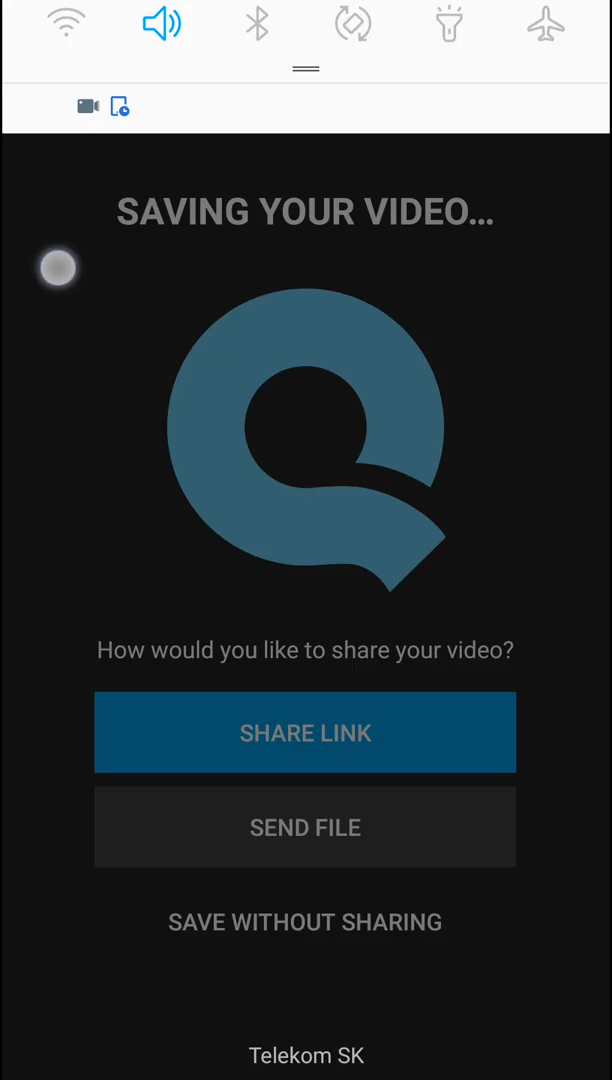 SAVING YOUR VIDEO...
How would you like to share your video?
SHARE LINK
SEND FILE
SAVE WITHOUT SHARING
Telekom SK